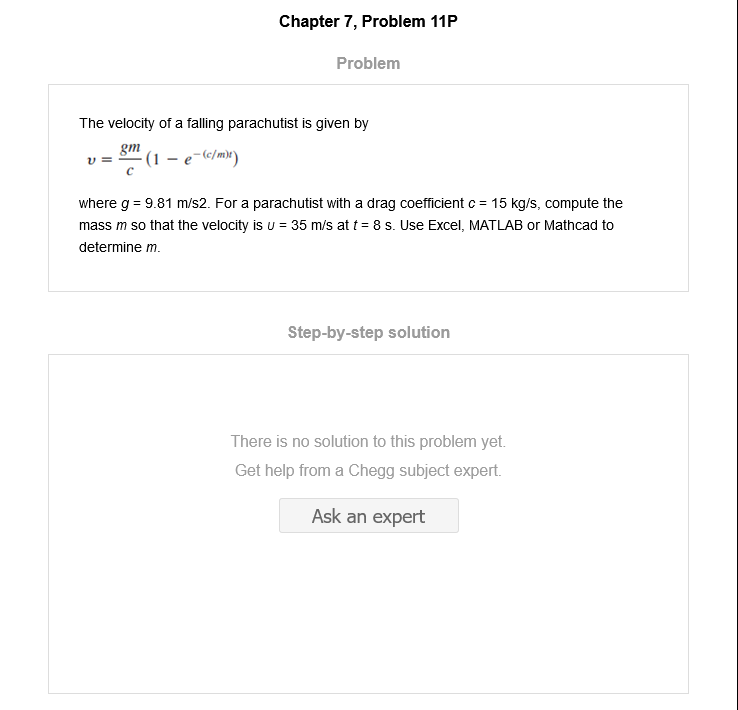 Chapter 7, Problem 11P
Problem
The velocity of a falling parachutist is given by
υ = gm/c (1 − e^−(c/m)t)
where g = 9.81 m/s2. For a parachutist with a drag coefficient c = 15 kg/s, compute the
mass m so that the velocity is υ = 35 m/s at t = 8 s. Use Excel, MATLAB or Mathcad to
determine m.
Step-by-step solution
There is no solution to this problem yet.
Get help from a Chegg subject expert.
Ask an expert